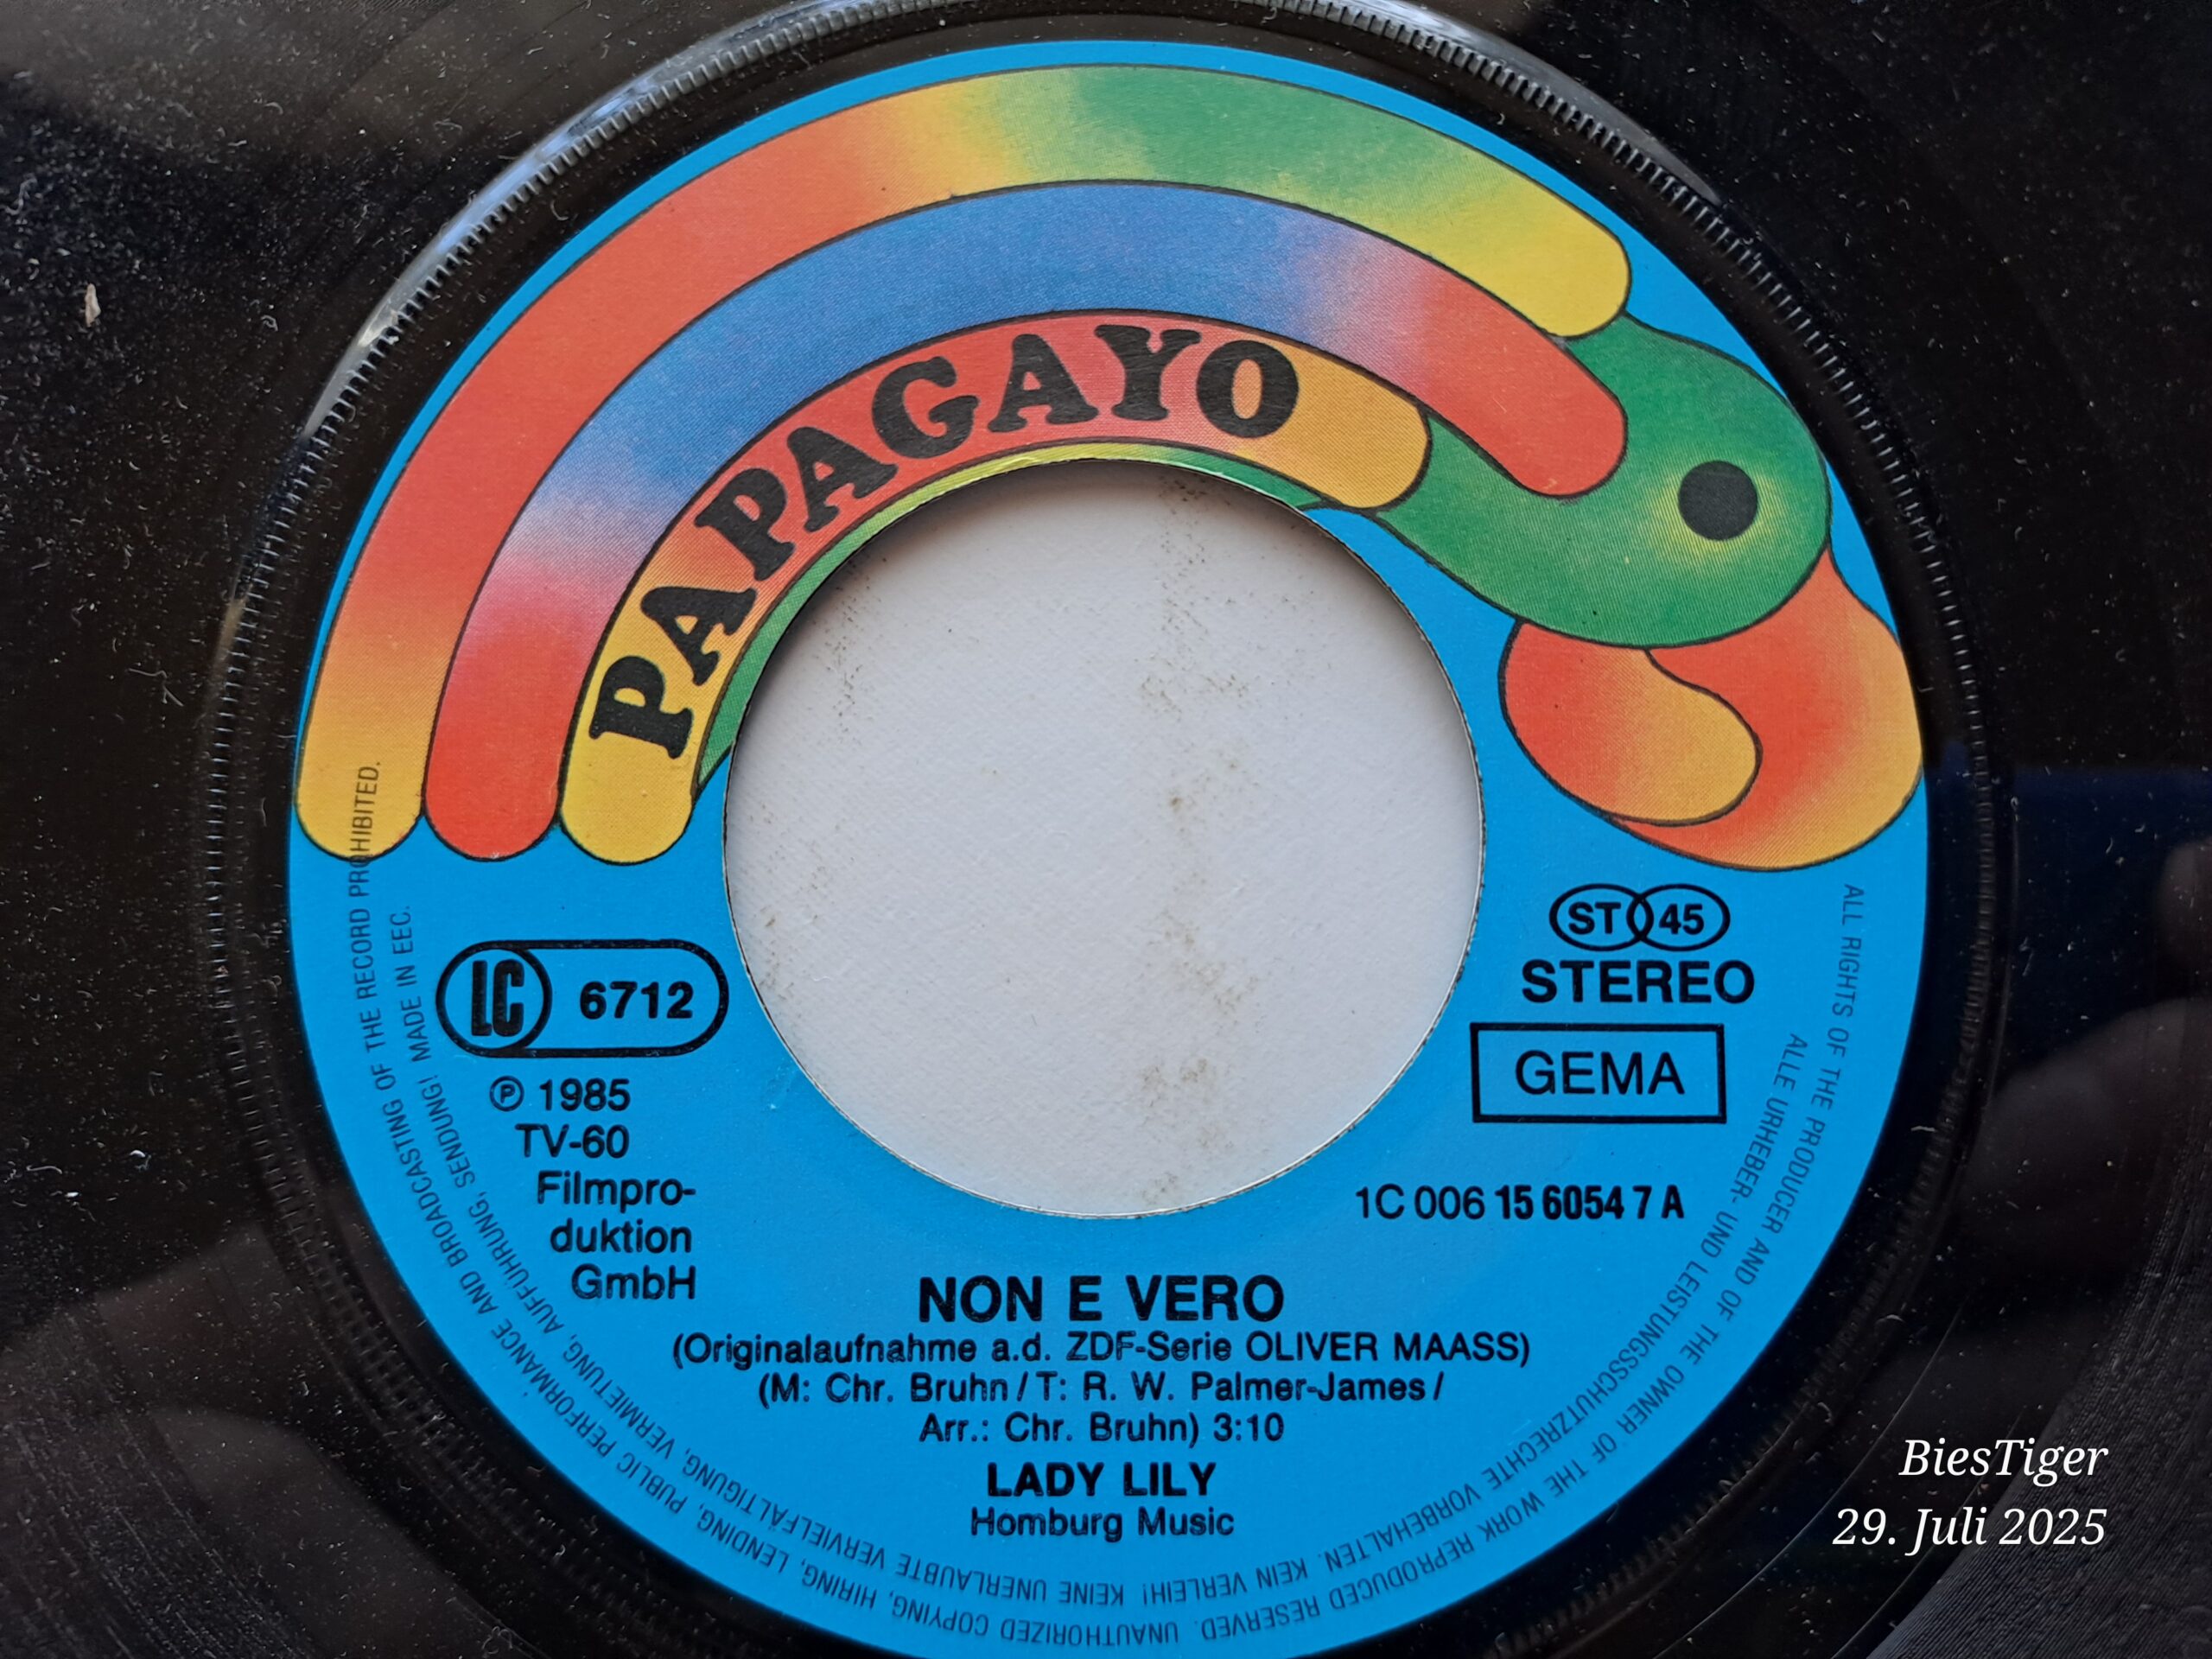 PAPAGAYO
LC 6712
℗ 1985
TV-60
Filmpro-
duktion
GmbH
ST 45
STEREO
GEMA
1C 006 15 6054 7 A
NON E VERO
(Originalaufnahme a.d. ZDF-Serie OLIVER MAASS)
(M: Chr. Bruhn / T: R. W. Palmer-James /
Arr.: Chr. Bruhn) 3:10
LADY LILY
Homburg Music
ALL RIGHTS OF THE PRODUCER AND OF THE OWNER OF THE WORK REPRODUCED RESERVED. UNAUTHORIZED COPYING, HIRING, LENDING, PUBLIC PERFORMANCE AND BROADCASTING OF THE RECORD PROHIBITED.
ALLE URHEBER- UND LEISTUNGSSCHUTZRECHTE VORBEHALTEN. KEIN VERLEIH! KEINE UNERLAUBTE VERVIELFÄLTIGUNG, VERMIETUNG, AUFFÜHRUNG, SENDUNG! MADE IN EEC.
BiesTiger
29. Juli 2025